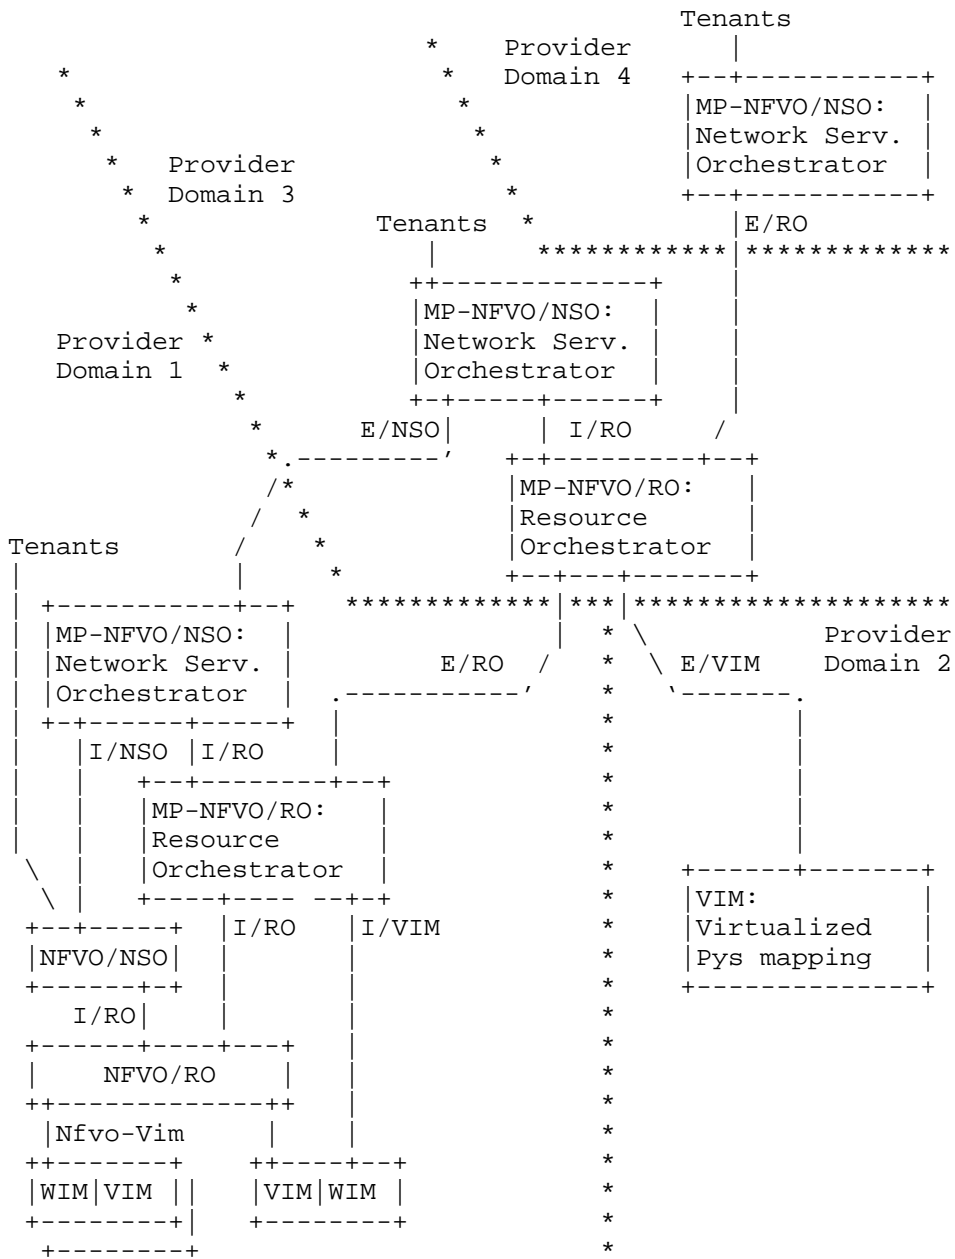 Tenants
Provider
Domain 4
MP-NFVO/NSO:
Network Serv.
Orchestrator
Provider
Domain 3
Tenants
E/RO
MP-NFVO/NSO:
Network Serv.
Orchestrator
Provider
Domain 1
E/NSO
I/RO
MP-NFVO/RO:
Resource
Orchestrator
Tenants
MP-NFVO/NSO:
Network Serv.
Orchestrator
E/RO
E/VIM
Provider
Domain 2
I/NSO
I/RO
MP-NFVO/RO:
Resource
Orchestrator
VIM:
Virtualized
Pys mapping
I/RO
I/VIM
NFVO/NSO
I/RO
NFVO/RO
Nfvo-Vim
WIM|VIM
VIM|WIM